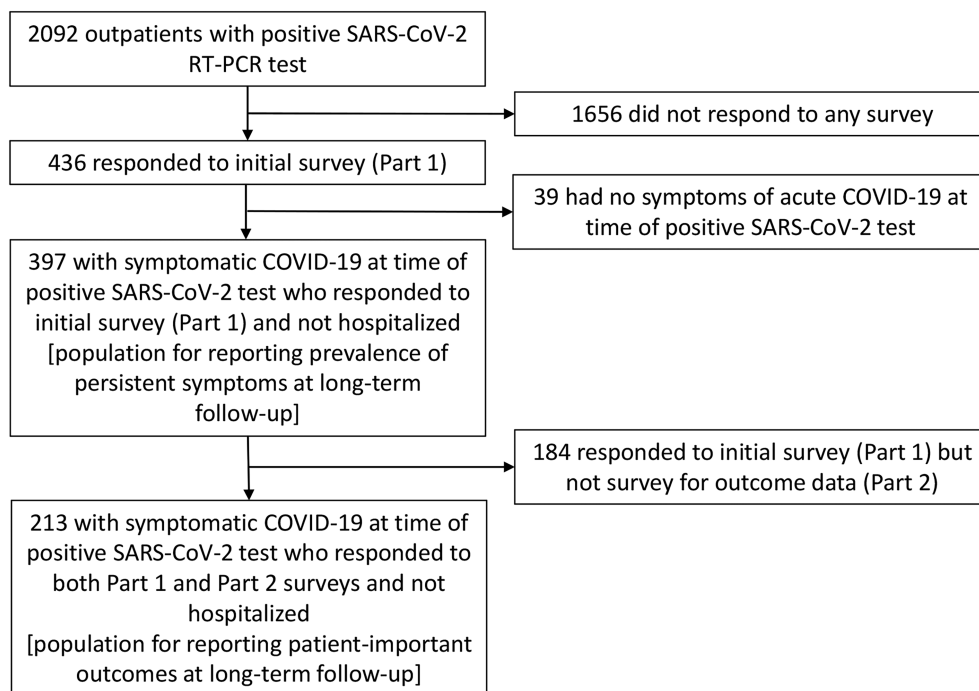 2092 outpatients with positive SARS-CoV-2
RT-PCR test
1656 did not respond to any survey
436 responded to initial survey (Part 1)
39 had no symptoms of acute COVID-19 at
time of positive SARS-CoV-2 test
397 with symptomatic COVID-19 at time of
positive SARS-CoV-2 test who responded to
initial survey (Part 1) and not hospitalized
[population for reporting prevalence of
persistent symptoms at long-term
follow-up]
184 responded to initial survey (Part 1) but
not survey for outcome data (Part 2)
213 with symptomatic COVID-19 at time of
positive SARS-CoV-2 test who responded to
both Part 1 and Part 2 surveys and not
hospitalized
[population for reporting patient-important
outcomes at long-term follow-up]